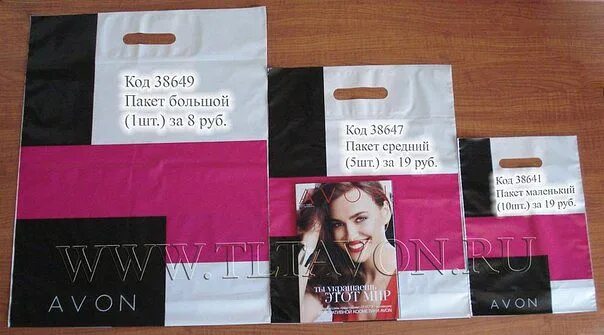 Код 38649
Пакет большой
(1шт.) за 8 руб.
Код 38647
Пакет средний
(5шт.) за 19 руб.
Код 38641
Пакет маленький
(10шт.) за 19 руб.
AVON
WWW.TLTAVON.RU
ты украшаешь
ЭТОТ МИР
AVON
AVON